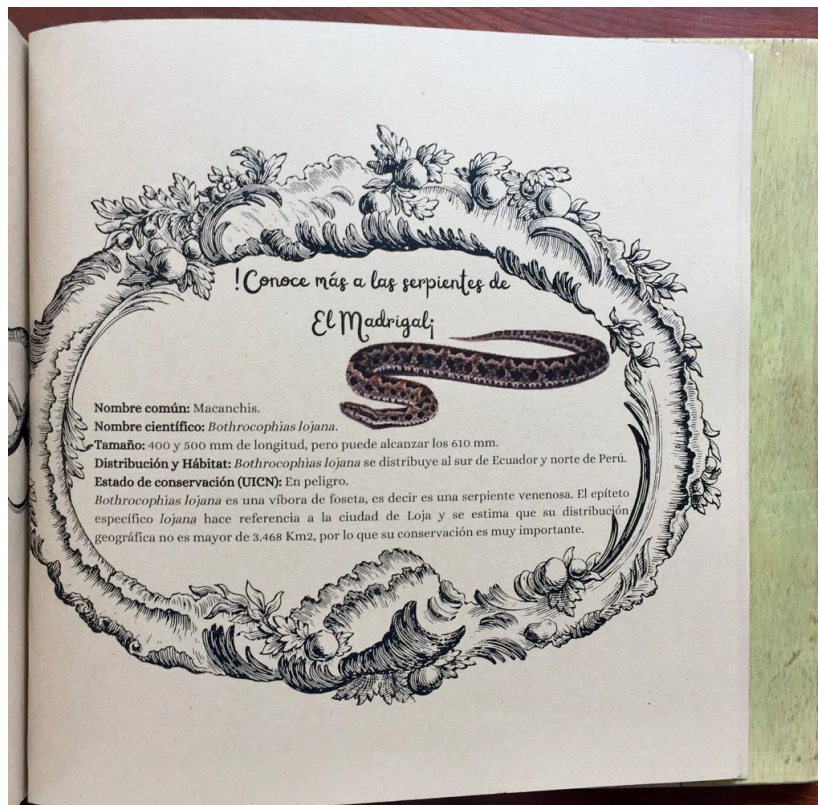 !Conoce más a las serpientes de
El Madrigal¡
Nombre común: Macanchis.
Nombre científico: Bothrocophias lojana.
Tamaño: 400 y 500 mm de longitud, pero puede alcanzar los 610 mm.
Distribución y Hábitat: Bothrocophias lojana se distribuye al sur de Ecuador y norte de Perú.
Estado de conservación (UICN): En peligro.
Bothrocophias lojana es una víbora de foseta, es decir es una serpiente venenosa. El epíteto
específico lojana hace referencia a la ciudad de Loja y se estima que su distribución
geográfica no es mayor de 3.468 Km2, por lo que su conservación es muy importante.